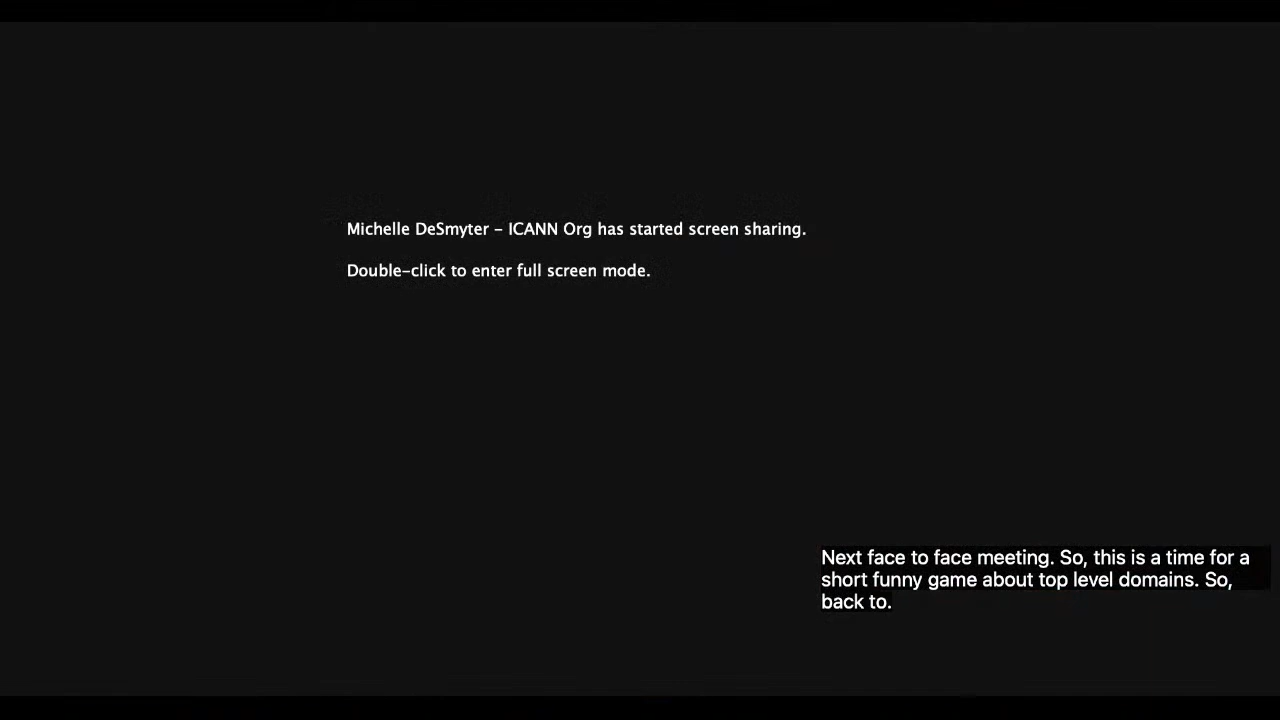 Michelle DeSmyter - ICANN Org has started screen sharing.
Double-click to enter full screen mode.
Next face to face meeting. So, this is a time for a
short funny game about top level domains. So,
back to.